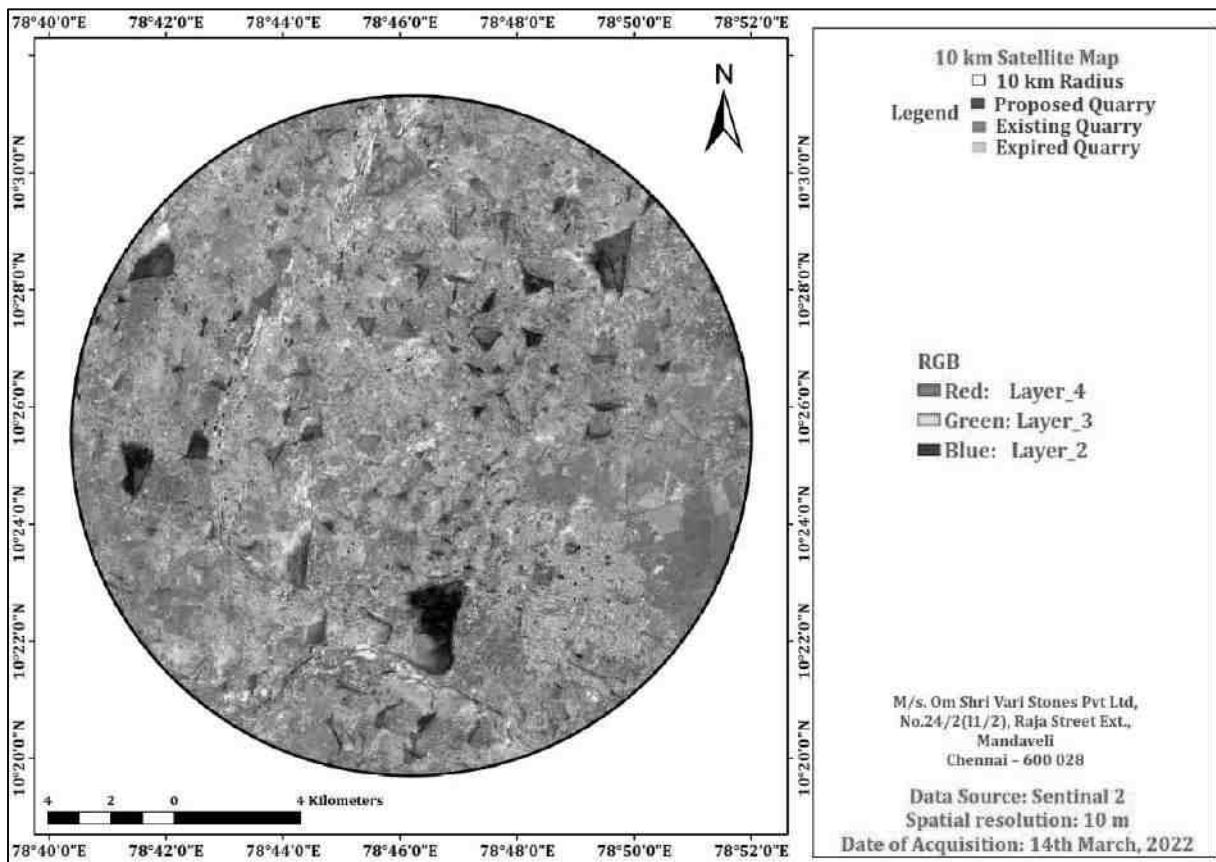 78°40'0"E 78°42'0"E 78°44'0"E 78°46'0"E 78°48'0"E 78°50'0"E 78°52'0"E
10°30'0"N
10°28'0"N
10°26'0"N
10°24'0"N
10°22'0"N
10°20'0"N
N
10°30'0"N
10°28'0"N
10°26'0"N
10°24'0"N
10°22'0"N
10°20'0"N
4 2 0 4 Kilometers
78°40'0"E 78°42'0"E 78°44'0"E 78°46'0"E 78°48'0"E 78°50'0"E 78°52'0"E
10 km Satellite Map
Legend
10 km Radius
Proposed Quarry
Existing Quarry
Expired Quarry
RGB
Red: Layer_4
Green: Layer_3
Blue: Layer_2
M/s. Om Shri Vari Stones Pvt Ltd,
No.24/2(11/2), Raja Street Ext.,
Mandaveli
Chennai – 600 028
Data Source: Sentinal 2
Spatial resolution: 10 m
Date of Acquisition: 14th March, 2022